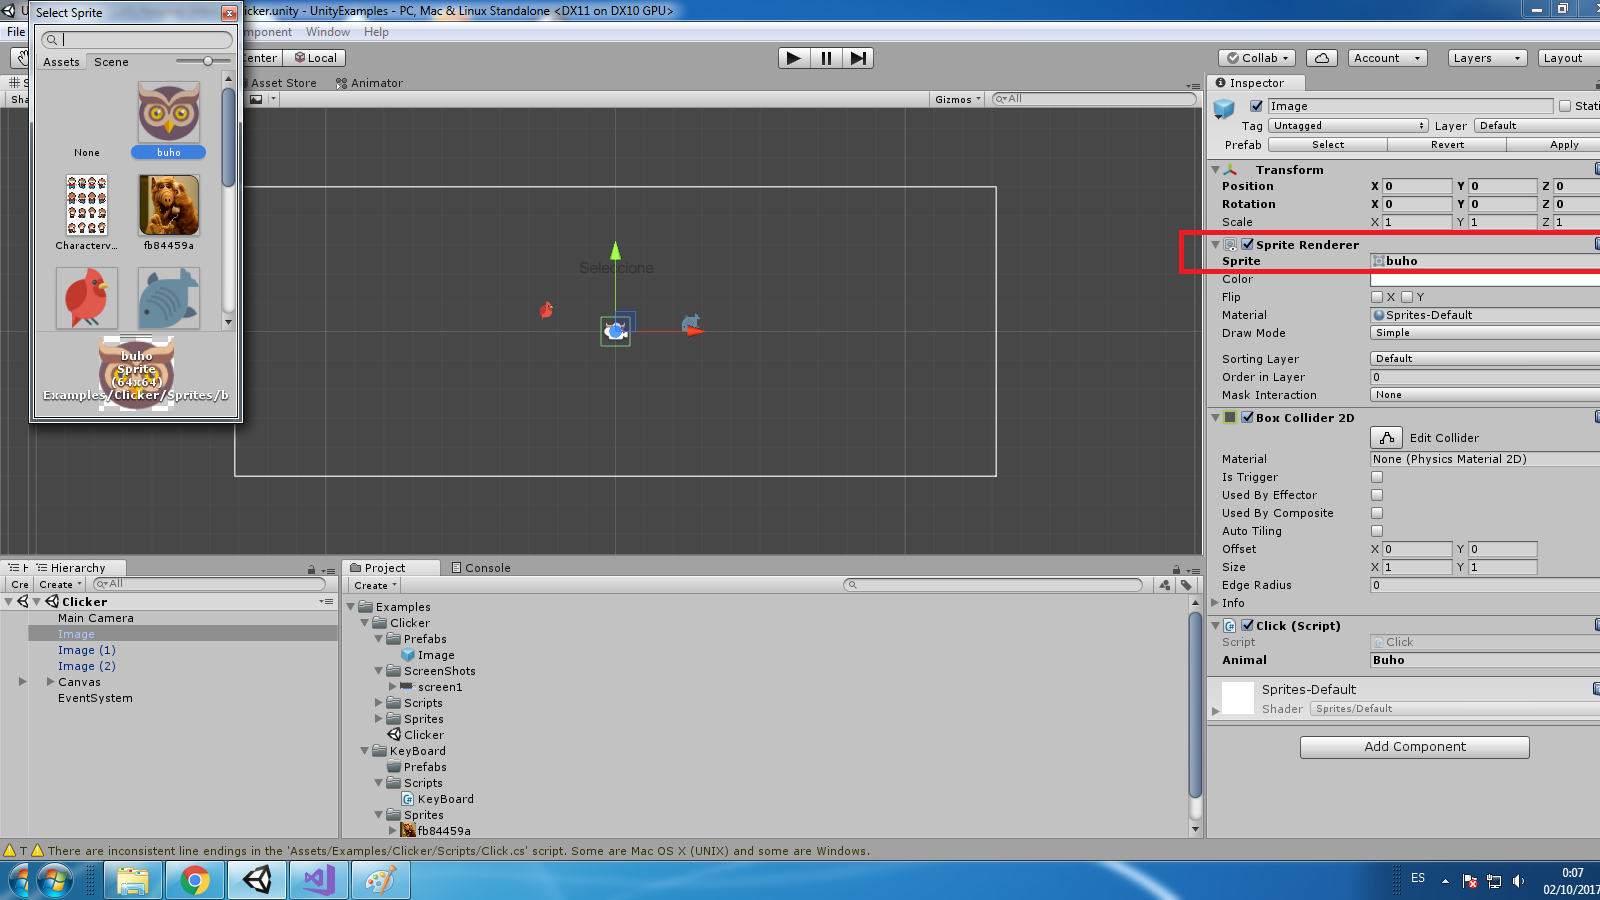 Select Sprite
Assets Scene
None
buho
Characterv...
fb84459a
buho
Sprite
(64x64)
Examples/Clicker/Sprites/b
licker.unity - UnityExamples - PC, Mac & Linux Standalone <DX11 on DX10 GPU>
File
mponent Window Help
enter Local
Collab
Account
Layers
Layout
Asset Store
Animator
Sha
Gizmos
All
Seleccione
Inspector
Image
Stati
Tag Untagged Layer Default
Prefab Select Revert Apply
Transform
Position X 0 Y 0 Z 0
Rotation X 0 Y 0 Z 0
Scale X 1 Y 1 Z 1
Sprite Renderer
Sprite buho
Color
Flip X Y
Material Sprites-Default
Draw Mode Simple
Sorting Layer Default
Order in Layer 0
Mask Interaction None
Box Collider 2D
Edit Collider
Material None (Physics Material 2D)
Is Trigger
Used By Effector
Used By Composite
Auto Tiling
Offset X 0 Y 0
Size X 1 Y 1
Edge Radius 0
Info
Click (Script)
Script Click
Animal Buho
Sprites-Default
Shader Sprites/Default
Add Component
H Hierarchy
Cre Create All
Clicker
Main Camera
Image
Image (1)
Image (2)
Canvas
EventSystem
Project Console
Create
Examples
Clicker
Prefabs
Image
ScreenShots
screen1
Scripts
Sprites
Clicker
KeyBoard
Prefabs
Scripts
KeyBoard
Sprites
fb84459a
T There are inconsistent line endings in the 'Assets/Examples/Clicker/Scripts/Click.cs' script. Some are Mac OS X (UNIX) and some are Windows.
ES
0:07
02/10/2017